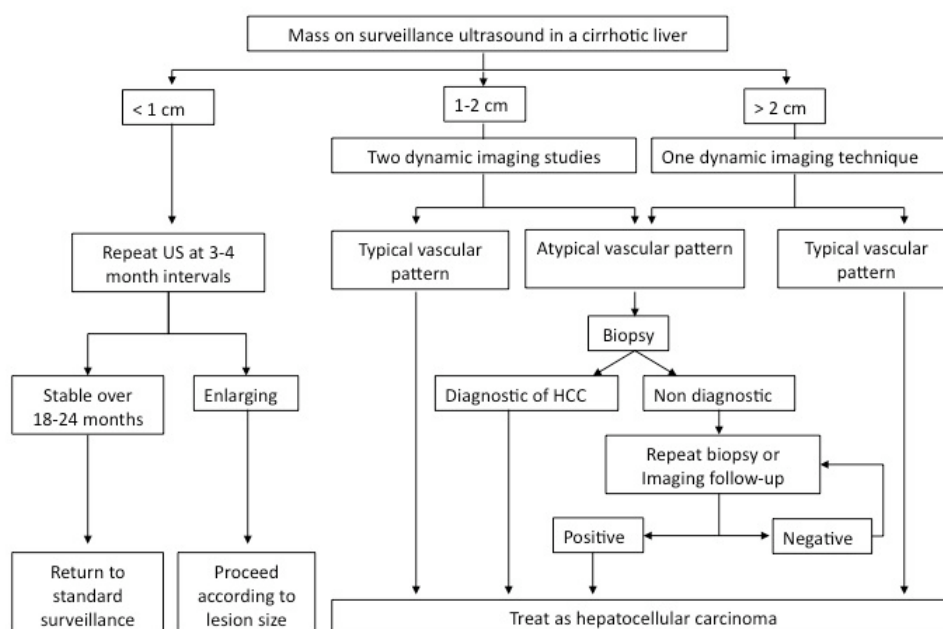 Mass on surveillance ultrasound in a cirrhotic liver
< 1 cm
1-2 cm
> 2 cm
Two dynamic imaging studies
One dynamic imaging technique
Repeat US at 3-4
month intervals
Typical vascular
pattern
Atypical vascular pattern
Typical vascular
pattern
Biopsy
Stable over
18-24 months
Enlarging
Diagnostic of HCC
Non diagnostic
Repeat biopsy or
Imaging follow-up
Positive
Negative
Return to
standard
surveillance
Proceed
according to
lesion size
Treat as hepatocellular carcinoma